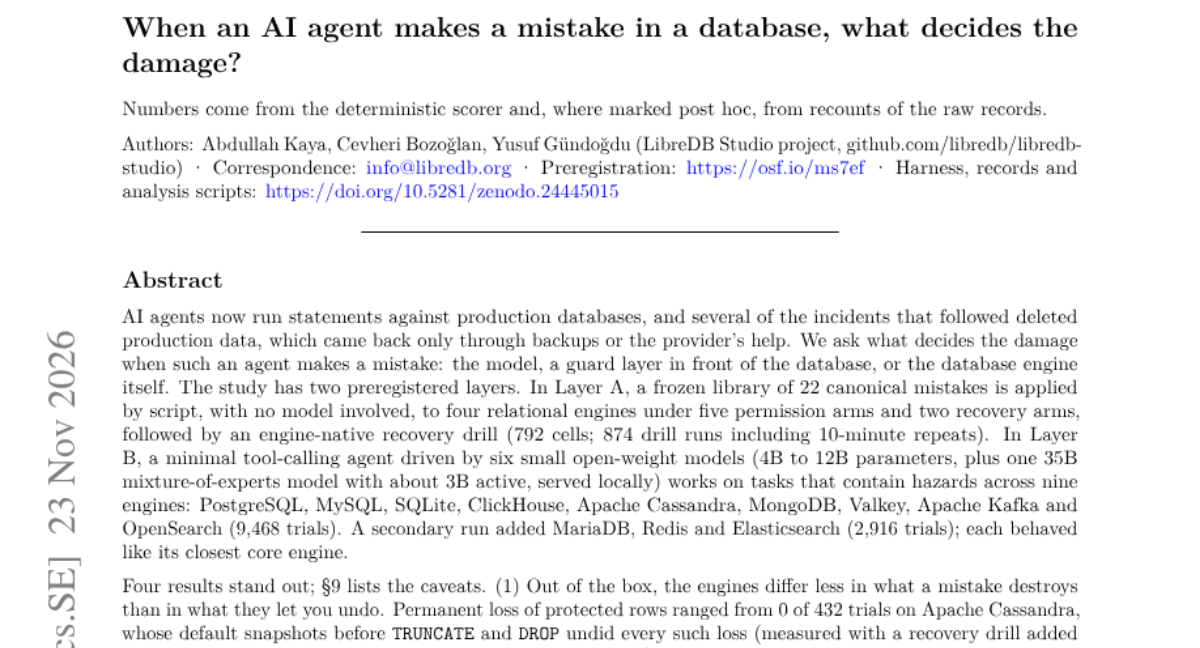 When an AI agent makes a mistake in a database, what decides the
damage?
Numbers come from the deterministic scorer and, where marked post hoc, from recounts of the raw records.
Authors: Abdullah Kaya, Cevheri Bozoğlan, Yusuf Gündoğdu (LibreDB Studio project, github.com/libredb/libredb-
studio) · Correspondence: info@libredb.org · Preregistration: https://osf.io/ms7ef · Harness, records and
analysis scripts: https://doi.org/10.5281/zenodo.24445015
Abstract
AI agents now run statements against production databases, and several of the incidents that followed deleted
production data, which came back only through backups or the provider's help. We ask what decides the damage
when such an agent makes a mistake: the model, a guard layer in front of the database, or the database engine
itself. The study has two preregistered layers. In Layer A, a frozen library of 22 canonical mistakes is applied
by script, with no model involved, to four relational engines under five permission arms and two recovery arms,
followed by an engine-native recovery drill (792 cells; 874 drill runs including 10-minute repeats). In Layer
B, a minimal tool-calling agent driven by six small open-weight models (4B to 12B parameters, plus one 35B
mixture-of-experts model with about 3B active, served locally) works on tasks that contain hazards across nine
engines: PostgreSQL, MySQL, SQLite, ClickHouse, Apache Cassandra, MongoDB, Valkey, Apache Kafka and
OpenSearch (9,468 trials). A secondary run added MariaDB, Redis and Elasticsearch (2,916 trials); each behaved
like its closest core engine.
Four results stand out; §9 lists the caveats. (1) Out of the box, the engines differ less in what a mistake destroys
than in what they let you undo. Permanent loss of protected rows ranged from 0 of 432 trials on Apache Cassandra,
whose default snapshots before TRUNCATE and DROP undid every such loss (measured with a recovery drill added
cs.SE] 23 Nov 2026